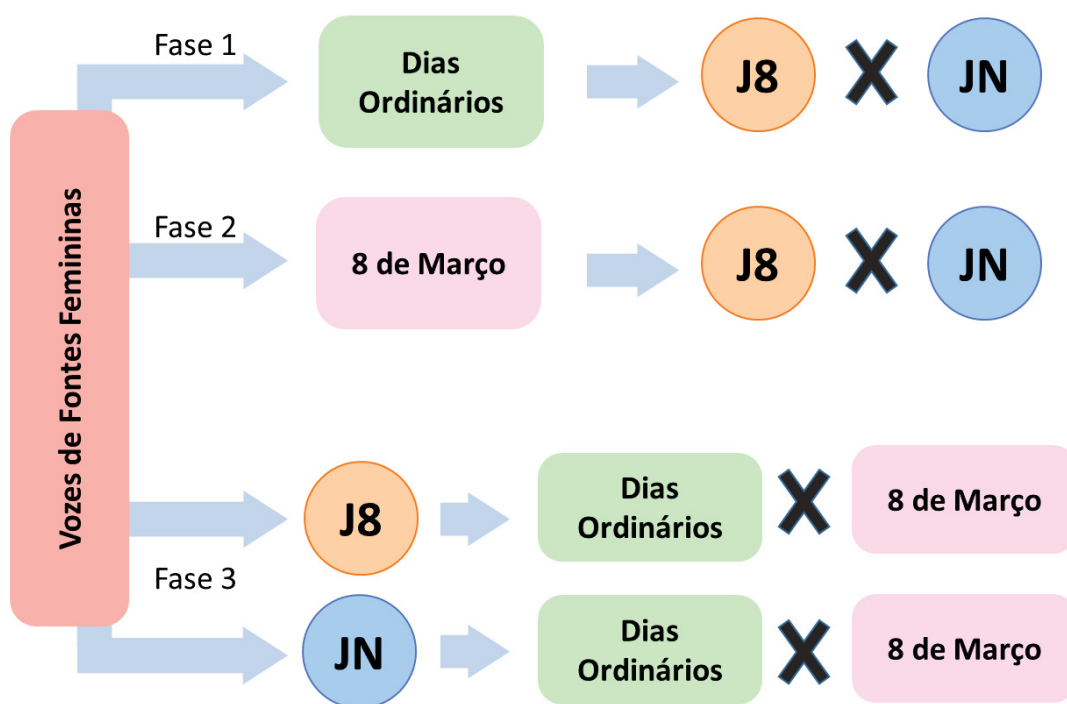 Fase 1
Dias
Ordinários
J8
X
JN
Vozes de Fontes Femininas
Fase 2
8 de Março
J8
X
JN
J8
Dias
Ordinários
X
8 de Março
Fase 3
JN
Dias
Ordinários
X
8 de Março